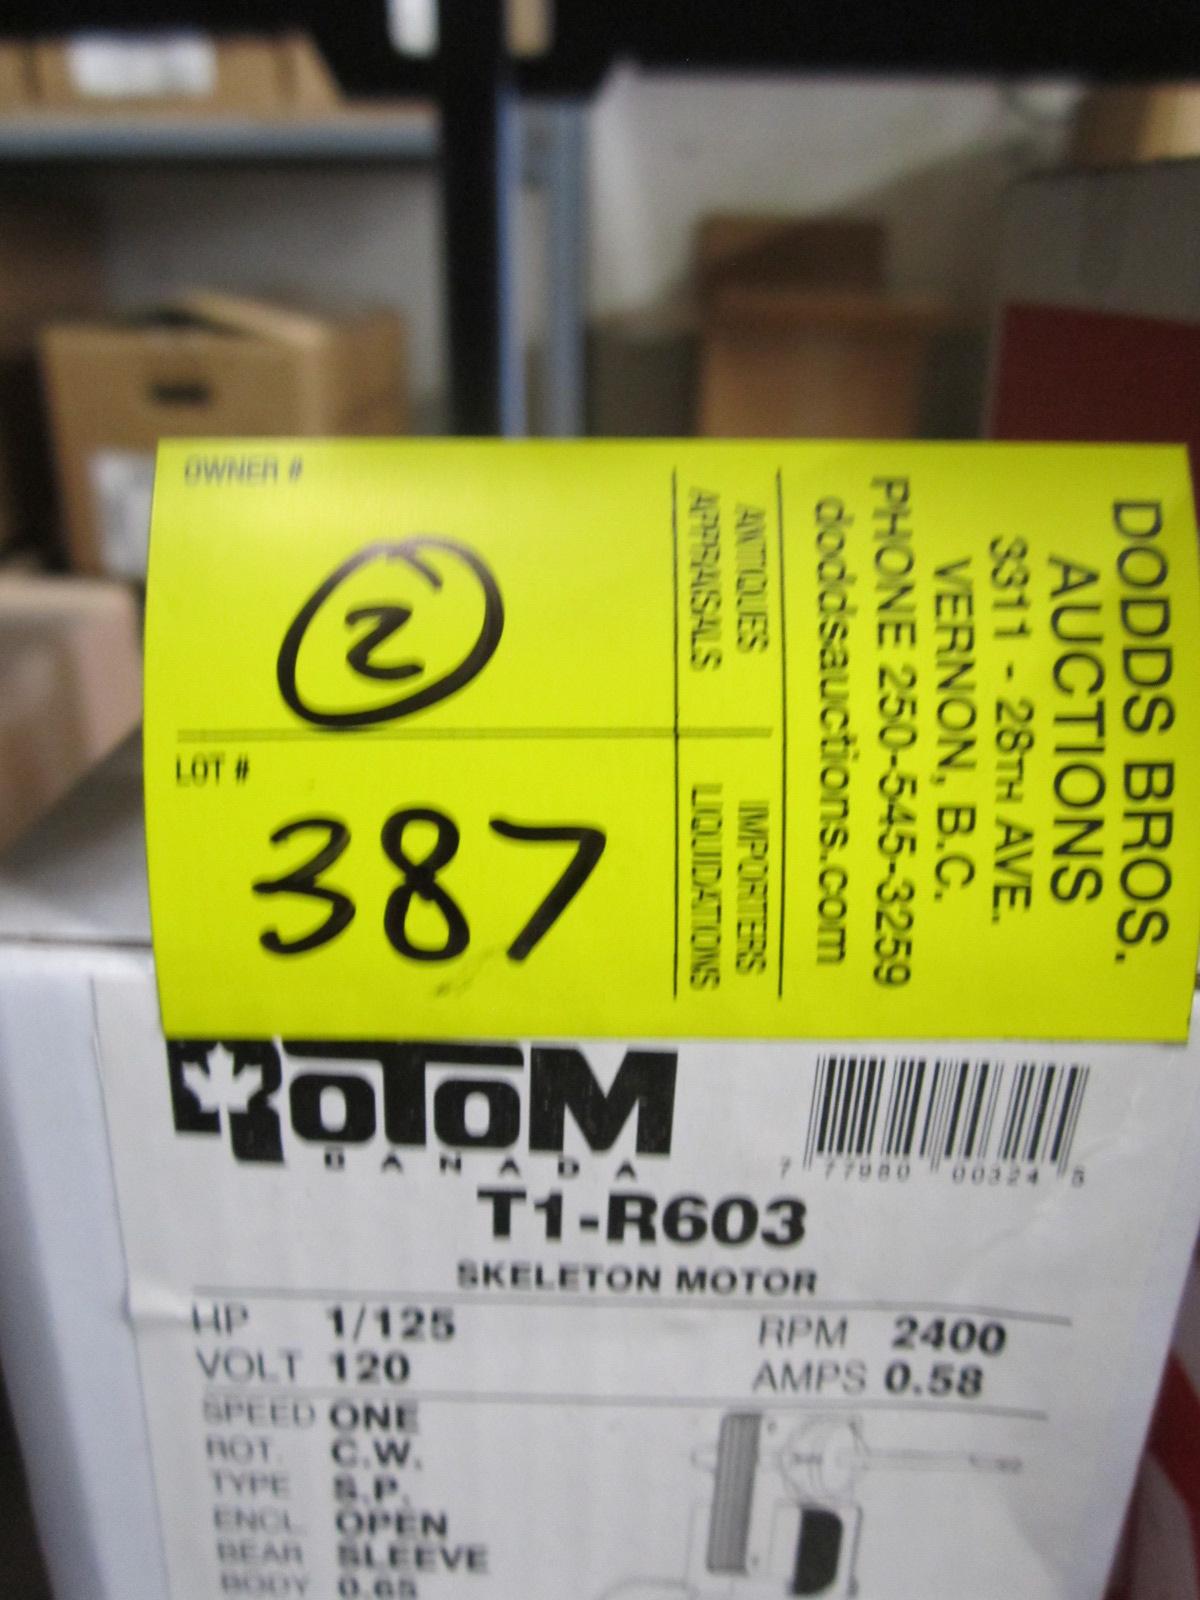 OWNER #
2
LOT #
387
ANTIQUES
APPRAISALS
IMPORTERS
LIQUIDATIONS
DODDS BROS.
AUCTIONS
3311 - 28TH AVE.
VERNON, B.C.
PHONE 250-545-3259
doddsauctions.com
ROTOM
CANADA
7 77980 00324 5
T1-R603
SKELETON MOTOR
HP 1/125 RPM 2400
VOLT 120 AMPS 0.58
SPEED ONE
ROT. C.W.
TYPE S.P.
ENCL OPEN
BEAR SLEEVE
BODY 0.65